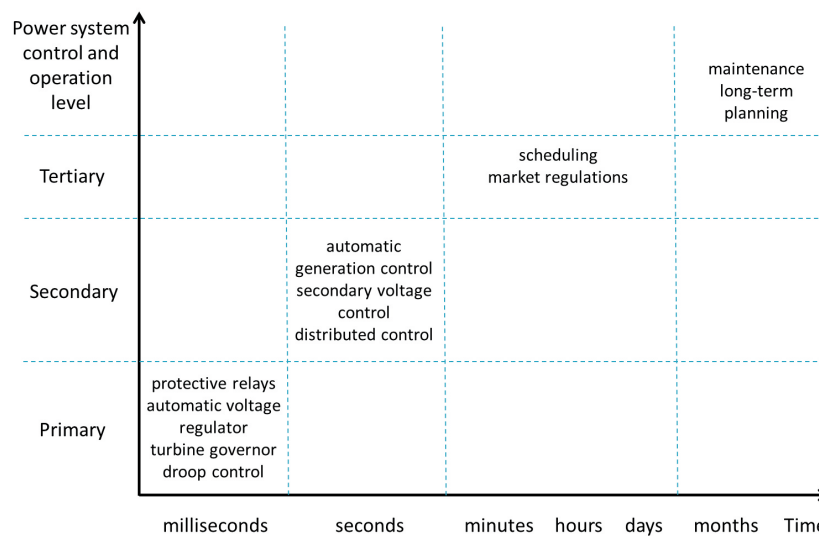 Power system
control and
operation
level
maintenance
long-term
planning
Tertiary
scheduling
market regulations
Secondary
automatic
generation control
secondary voltage
control
distributed control
Primary
protective relays
automatic voltage
regulator
turbine governor
droop control
milliseconds seconds minutes hours days months Time